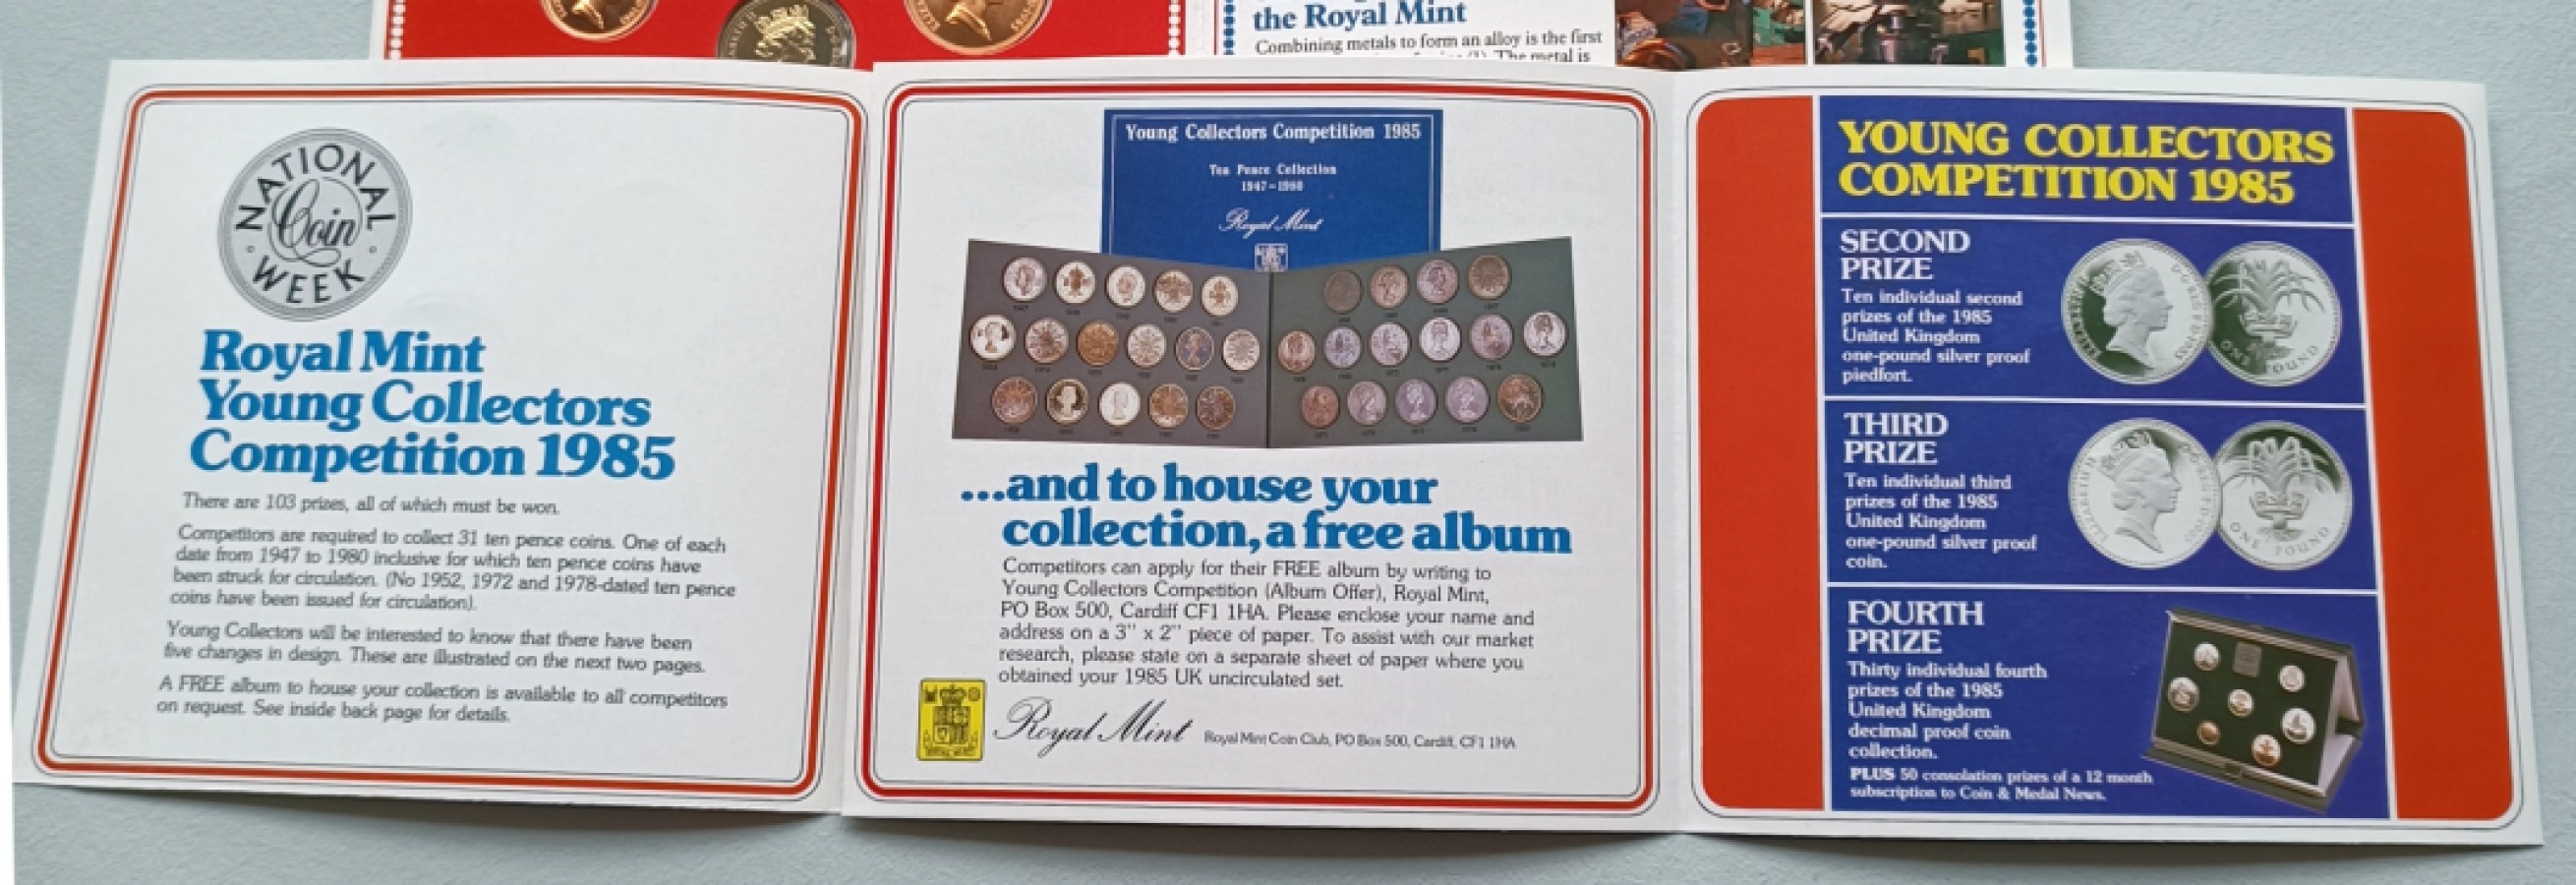 the Royal Mint
Combining metals to form an alloy is the first
The metal is
NATIONAL
Coin
WEEK
Royal Mint
Young Collectors
Competition 1985
There are 103 prizes, all of which must be won.
Competitors are required to collect 31 ten pence coins. One of each
date from 1947 to 1980 inclusive for which ten pence coins have
been struck for circulation. (No 1952, 1972 and 1978-dated ten pence
coins have been issued for circulation).
Young Collectors will be interested to know that there have been
five changes in design. These are illustrated on the next two pages.
A FREE album to house your collection is available to all competitors
on request. See inside back page for details.
Young Collectors Competition 1985
Ten Pence Collection
1947-1980
Royal Mint
...and to house your
collection, a free album
Competitors can apply for their FREE album by writing to
Young Collectors Competition (Album Offer), Royal Mint,
PO Box 500, Cardiff CF1 1HA. Please enclose your name and
address on a 3" x 2" piece of paper. To assist with our market
research, please state on a separate sheet of paper where you
obtained your 1985 UK uncirculated set.
Royal Mint
Royal Mint Coin Club, PO Box 500, Cardiff, CF1 1HA
YOUNG COLLECTORS
COMPETITION 1985
SECOND
PRIZE
Ten individual second
prizes of the 1985
United Kingdom
one-pound silver proof
piedfort.
ONE POUND
THIRD
PRIZE
Ten individual third
prizes of the 1985
United Kingdom
one-pound silver proof
coin.
ONE POUND
FOURTH
PRIZE
Thirty individual fourth
prizes of the 1985
United Kingdom
decimal proof coin
collection.
PLUS 50 consolation prizes of a 12 month
subscription to Coin & Medal News.